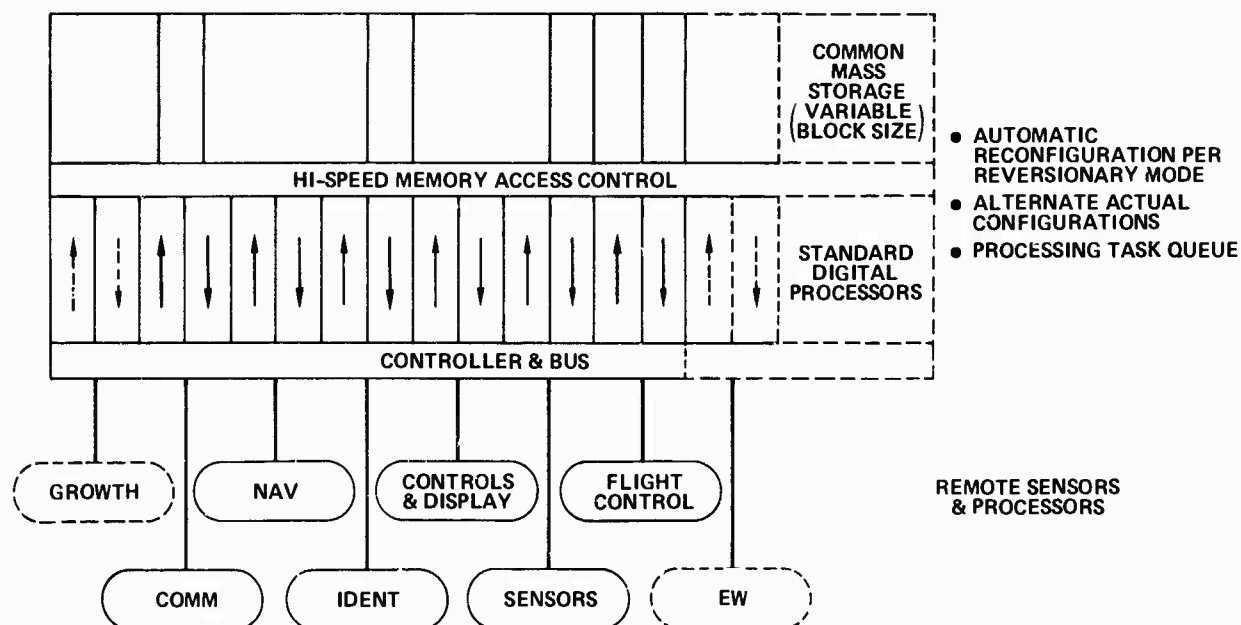 COMMON
MASS
STORAGE
(VARIABLE
BLOCK SIZE)
HI-SPEED MEMORY ACCESS CONTROL
• AUTOMATIC
RECONFIGURATION PER
REVERSIONARY MODE
• ALTERNATE ACTUAL
CONFIGURATIONS
• PROCESSING TASK QUEUE
STANDARD
DIGITAL
PROCESSORS
CONTROLLER & BUS
GROWTH
NAV
CONTROLS
& DISPLAY
FLIGHT
CONTROL
REMOTE SENSORS
& PROCESSORS
COMM
IDENT
SENSORS
EW